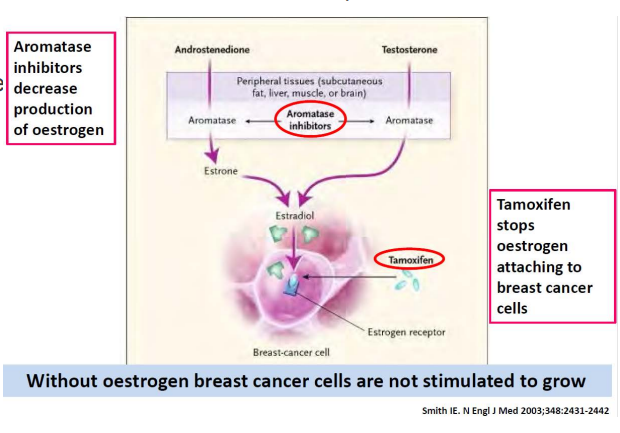 Aromatase
inhibitors
decrease
production
of oestrogen
Androstenedione
Testosterone
Peripheral tissues (subcutaneous
fat, liver, muscle, or brain)
Aromatase
Aromatase
inhibitors
Aromatase
Estrone
Estradiol
Tamoxifen
Tamoxifen
stops
oestrogen
attaching to
breast cancer
cells
Estrogen receptor
Breast-cancer cell
Without oestrogen breast cancer cells are not stimulated to grow
Smith IE. N Engl J Med 2003;348:2431-2442